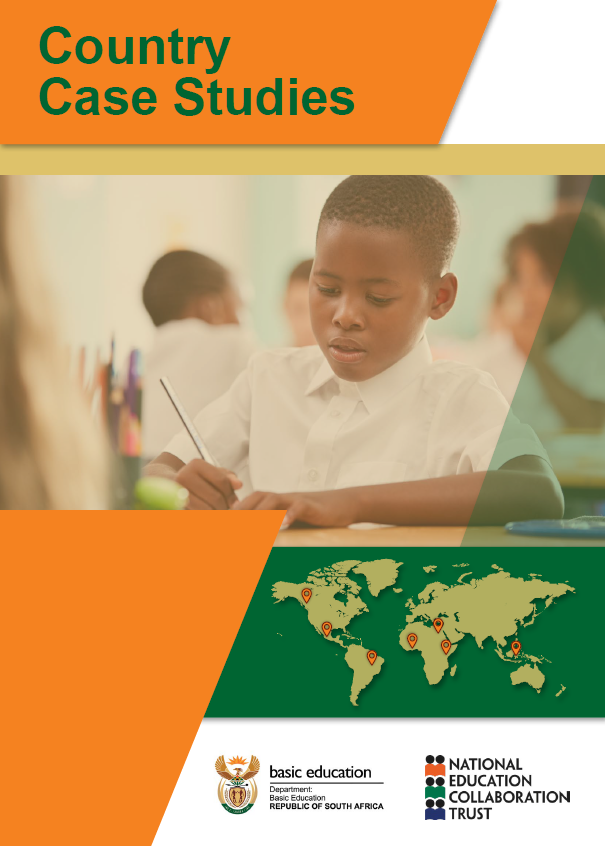 Country
Case Studies
basic education
Department:
Basic Education
REPUBLIC OF SOUTH AFRICA
NATIONAL
EDUCATION
COLLABORATION
TRUST